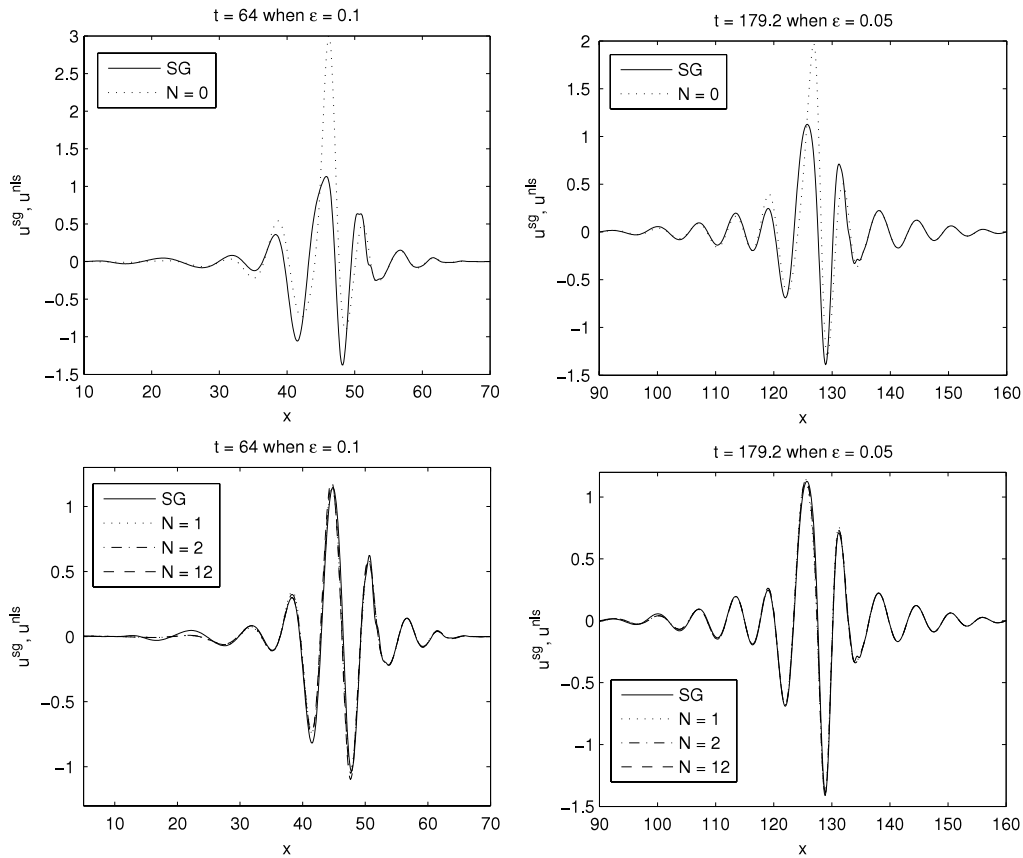 t = 64 when ε = 0.1
SG
N = 0
u^sg, u^nls
3
2.5
2
1.5
1
0.5
0
−0.5
−1
−1.5
10 20 30 40 50 60 70
x
t = 179.2 when ε = 0.05
SG
N = 0
u^sg, u^nls
2
1.5
1
0.5
0
−0.5
−1
−1.5
90 100 110 120 130 140 150 160
x
t = 64 when ε = 0.1
SG
N = 1
N = 2
N = 12
u^sg, u^nls
1
0.5
0
−0.5
−1
10 20 30 40 50 60 70
x
t = 179.2 when ε = 0.05
SG
N = 1
N = 2
N = 12
u^sg, u^nls
1
0.5
0
−0.5
−1
−1.5
90 100 110 120 130 140 150 160
x